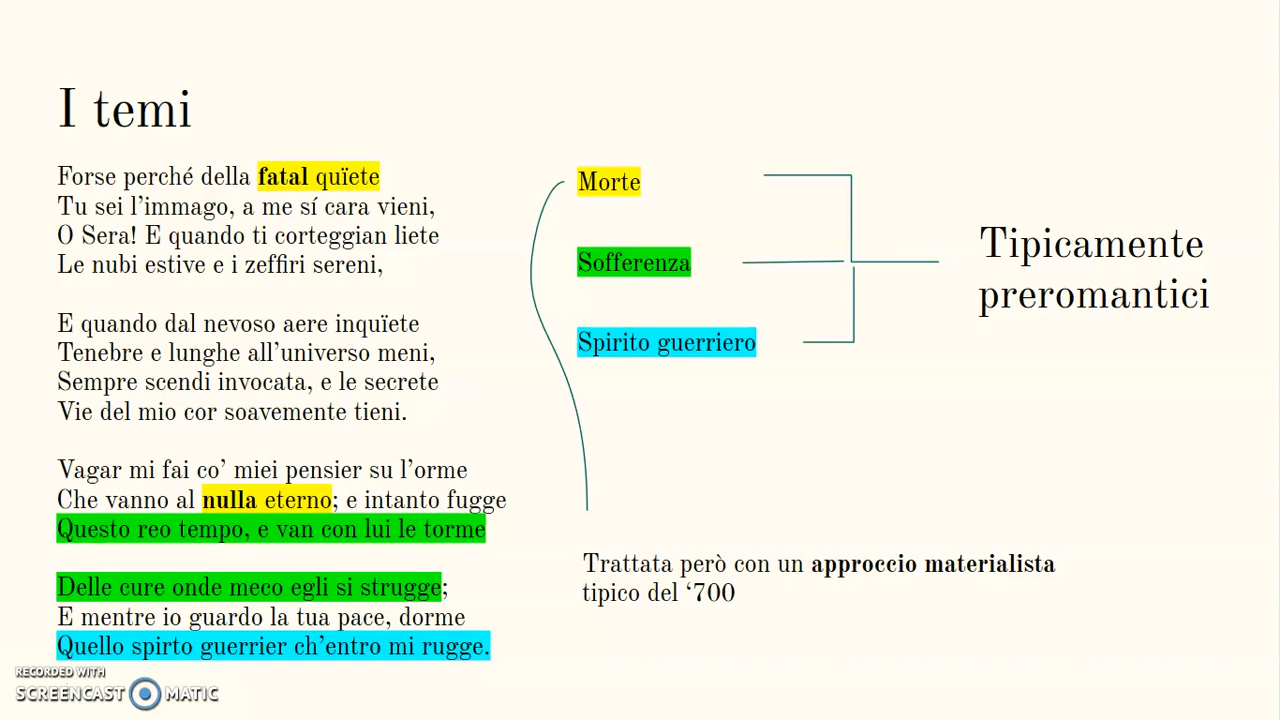 I temi
Forse perché della fatal quïete
Tu sei l’immago, a me sí cara vieni,
O Sera! E quando ti corteggian liete
Le nubi estive e i zeffiri sereni,
E quando dal nevoso aere inquïete
Tenebre e lunghe all’universo meni,
Sempre scendi invocata, e le secrete
Vie del mio cor soavemente tieni.
Vagar mi fai co’ miei pensier su l’orme
Che vanno al nulla eterno; e intanto fugge
Questo reo tempo, e van con lui le torme
Delle cure onde meco egli si strugge;
E mentre io guardo la tua pace, dorme
Quello spirto guerrier ch’entro mi rugge.
Morte
Sofferenza
Spirito guerriero
Tipicamente
preromantici
Trattata però con un approccio materialista
tipico del ‘700
RECORDED WITH
SCREENCAST MATIC